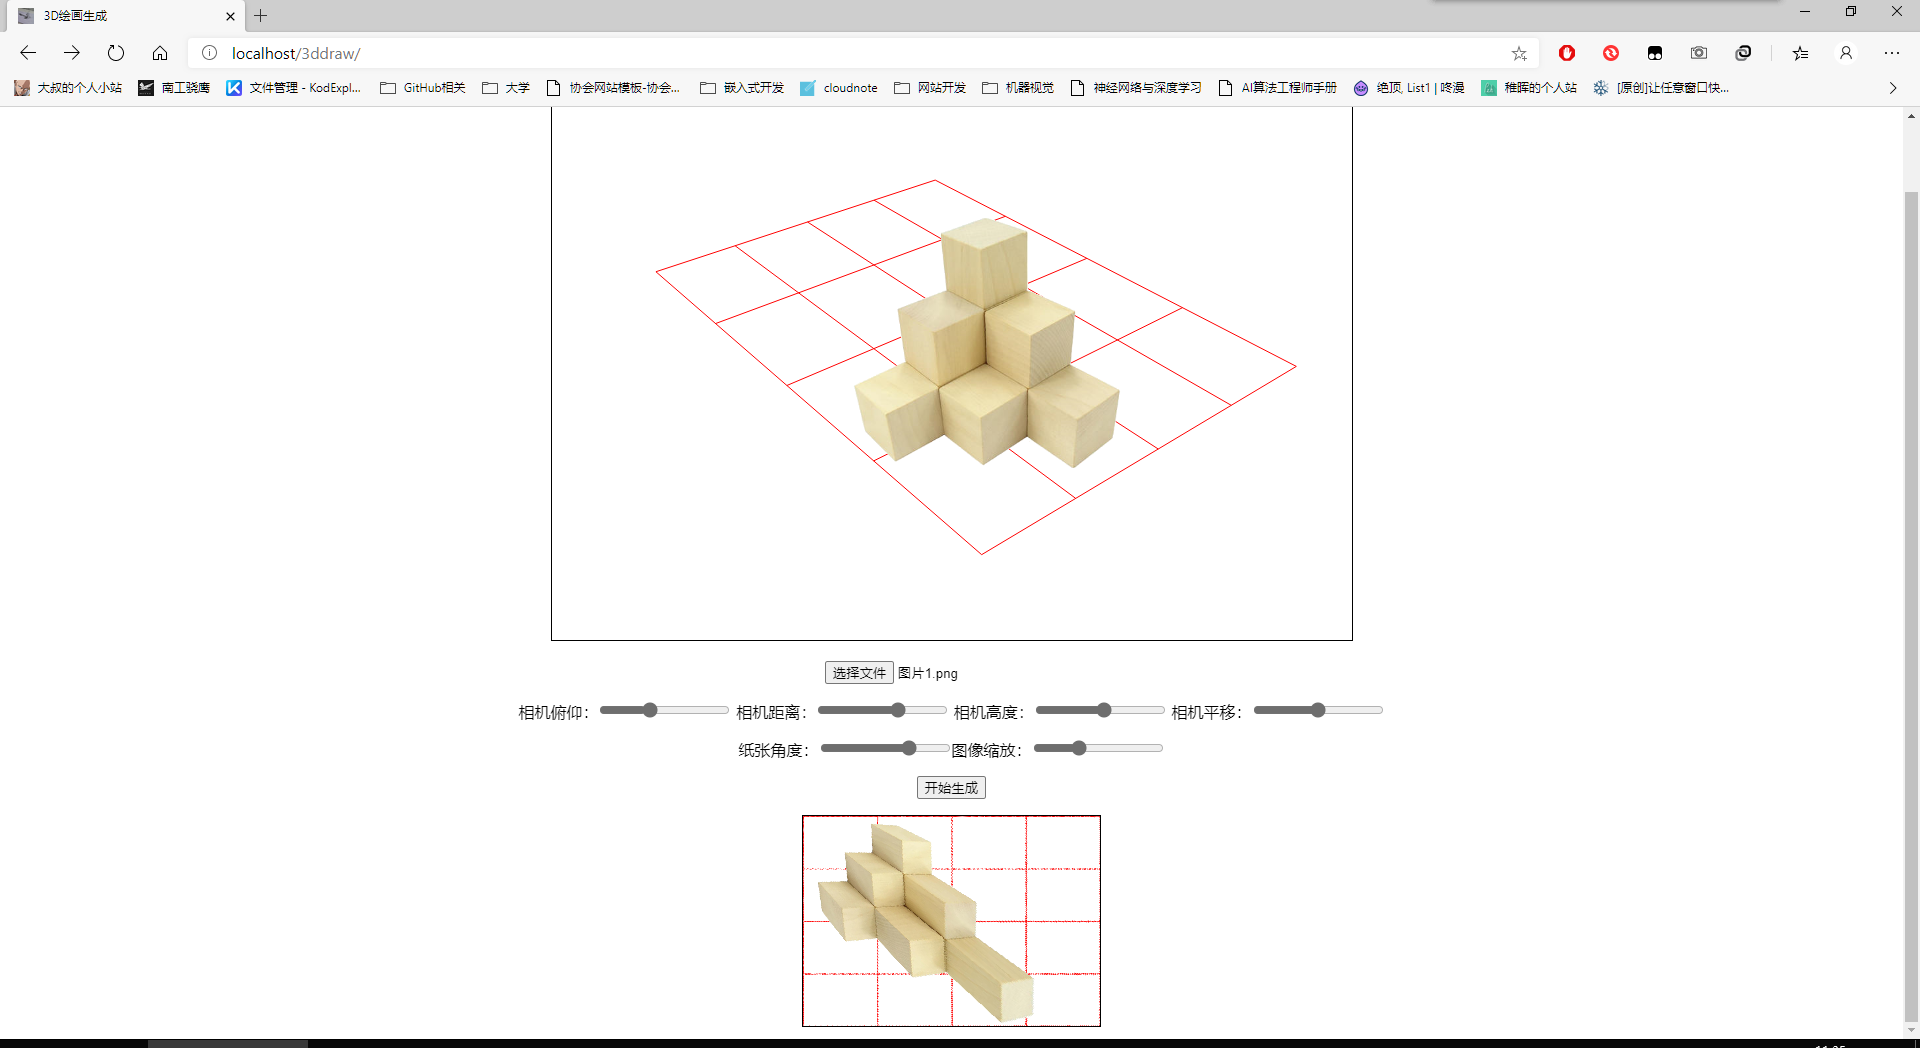 3D绘画生成
localhost/3ddraw/
大叔的个人小站 南工骁鹰 文件管理 - KodExpl... GitHub相关 大学 协会网站模板-协会... 嵌入式开发 cloudnote 网站开发 机器视觉 神经网络与深度学习 AI算法工程师手册 绝顶, List1 | 咚漫 稚晖的个人站 [原创]让任意窗口快...
选择文件 图片1.png
相机俯仰： 相机距离： 相机高度： 相机平移：
纸张角度： 图像缩放：
开始生成